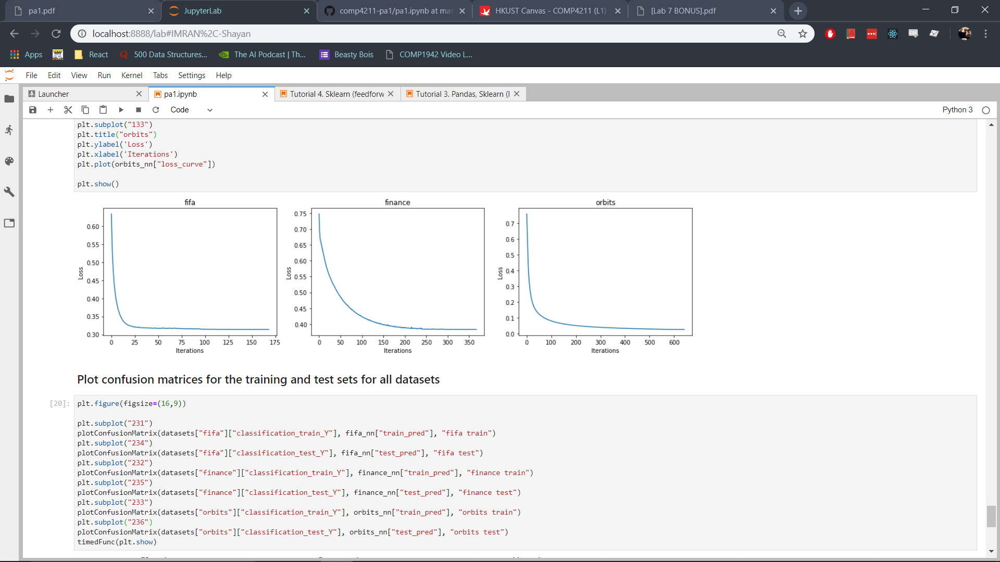 pa1.pdf
JupyterLab
comp4211-pa1/pa1.ipynb at mas
HKUST Canvas - COMP4211 (L1)
[Lab 7 BONUS].pdf
localhost:8888/lab#IMRAN%2C-Shayan
Apps
React
500 Data Structures...
The AI Podcast | Th...
Beasty Bois
COMP1942 Video L...
File Edit View Run Kernel Tabs Settings Help
Launcher
pa1.ipynb
Tutorial 4. Sklearn (feedforw
Tutorial 3. Pandas, Sklearn (l
Code
Python 3
plt.subplot("133")
plt.title("orbits")
plt.ylabel('Loss')
plt.xlabel('Iterations')
plt.plot(orbits_nn["loss_curve"])
plt.show()
fifa
0.60
0.55
0.50
0.45
0.40
0.35
0.30
Loss
0 25 50 75 100 125 150 175
Iterations
finance
0.75
0.70
0.65
0.60
0.55
0.50
0.45
0.40
Loss
0 50 100 150 200 250 300 350
Iterations
orbits
0.7
0.6
0.5
0.4
0.3
0.2
0.1
0.0
Loss
0 100 200 300 400 500 600
Iterations
Plot confusion matrices for the training and test sets for all datasets
[20]:
plt.figure(figsize=(16,9))
plt.subplot("231")
plotConfusionMatrix(datasets["fifa"]["classification_train_Y"], fifa_nn["train_pred"], "fifa train")
plt.subplot("234")
plotConfusionMatrix(datasets["fifa"]["classification_test_Y"], fifa_nn["test_pred"], "fifa test")
plt.subplot("232")
plotConfusionMatrix(datasets["finance"]["classification_train_Y"], finance_nn["train_pred"], "finance train")
plt.subplot("235")
plotConfusionMatrix(datasets["finance"]["classification_test_Y"], finance_nn["test_pred"], "finance test")
plt.subplot("233")
plotConfusionMatrix(datasets["orbits"]["classification_train_Y"], orbits_nn["train_pred"], "orbits train")
plt.subplot("236")
plotConfusionMatrix(datasets["orbits"]["classification_test_Y"], orbits_nn["test_pred"], "orbits test")
timedFunc(plt.show)